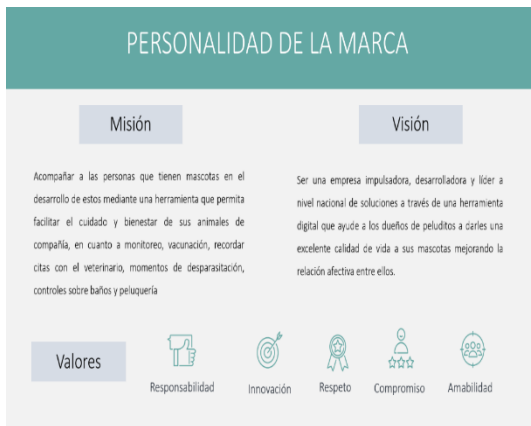 PERSONALIDAD DE LA MARCA
Misión
Acompañar a las personas que tienen mascotas en el
desarrollo de estos mediante una herramienta que permita
facilitar el cuidado y bienestar de sus animales de
compañía, en cuanto a monitoreo, vacunación, recordar
citas con el veterinario, momentos de desparasitación,
controles sobre baños y peluquería
Visión
Ser una empresa impulsadora, desarrolladora y líder a
nivel nacional de soluciones a través de una herramienta
digital que ayude a los dueños de peluditos a darles una
excelente calidad de vida a sus mascotas mejorando la
relación afectiva entre ellos.
Valores
Responsabilidad
Innovación
Respeto
Compromiso
Amabilidad